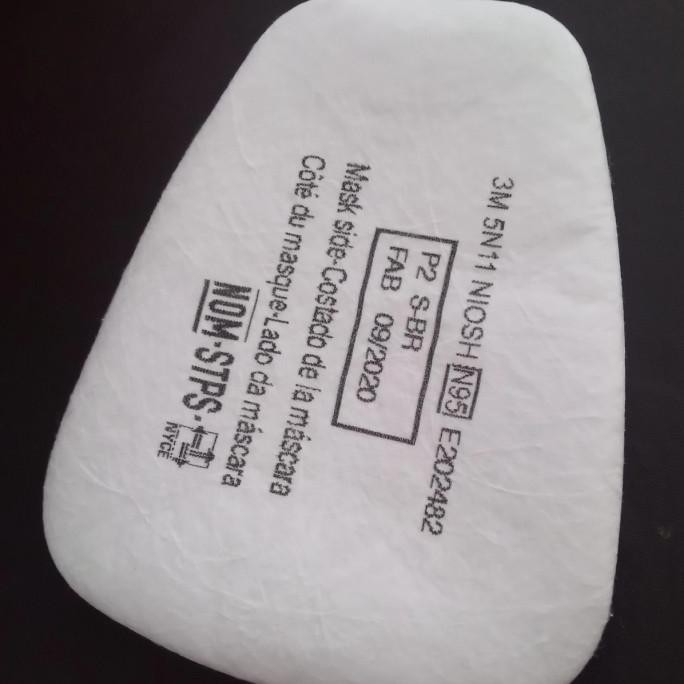 3M 5N11 NIOSH N95 E202482
P2 S-BR
FAB 09/2020
Mask side-Costado de la máscara
Côté du masque-Lado da máscara
NOM-STPS-
NYCE